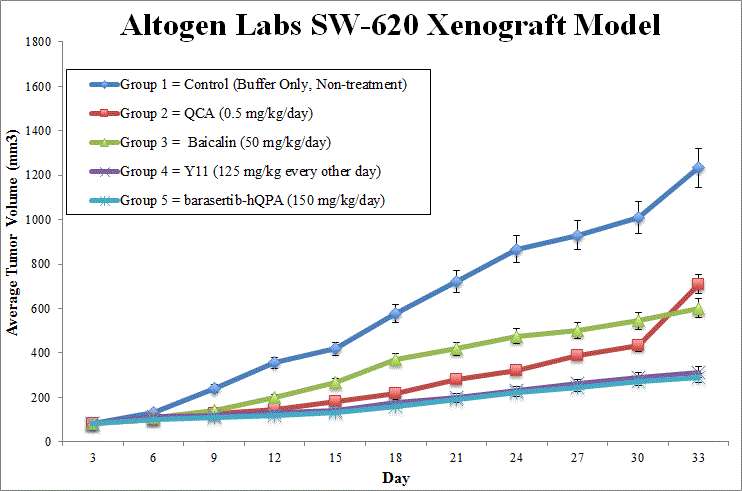 Altogen Labs SW-620 Xenograft Model
1800
1600
1400
1200
1000
800
600
400
200
0
Average Tumor Volume (mm3)
Group 1 = Control (Buffer Only, Non-treatment)
Group 2 = QCA (0.5 mg/kg/day)
Group 3 = Baicalin (50 mg/kg/day)
Group 4 = Y11 (125 mg/kg every other day)
Group 5 = barasertib-hQPA (150 mg/kg/day)
3 6 9 12 15 18 21 24 27 30 33
Day